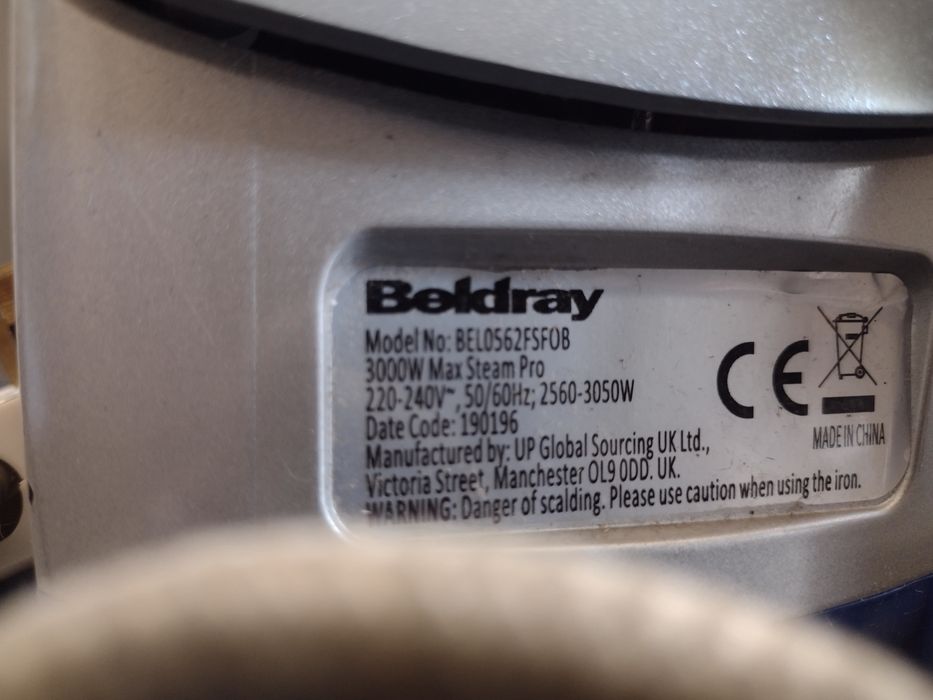 Beldray
Model No: BEL0562FSFOB
3000W Max Steam Pro
220-240V~, 50/60Hz; 2560-3050W
Date Code: 190196
Manufactured by: UP Global Sourcing UK Ltd.,
Victoria Street, Manchester OL9 0DD. UK.
WARNING: Danger of scalding. Please use caution when using the iron.
CE
MADE IN CHINA